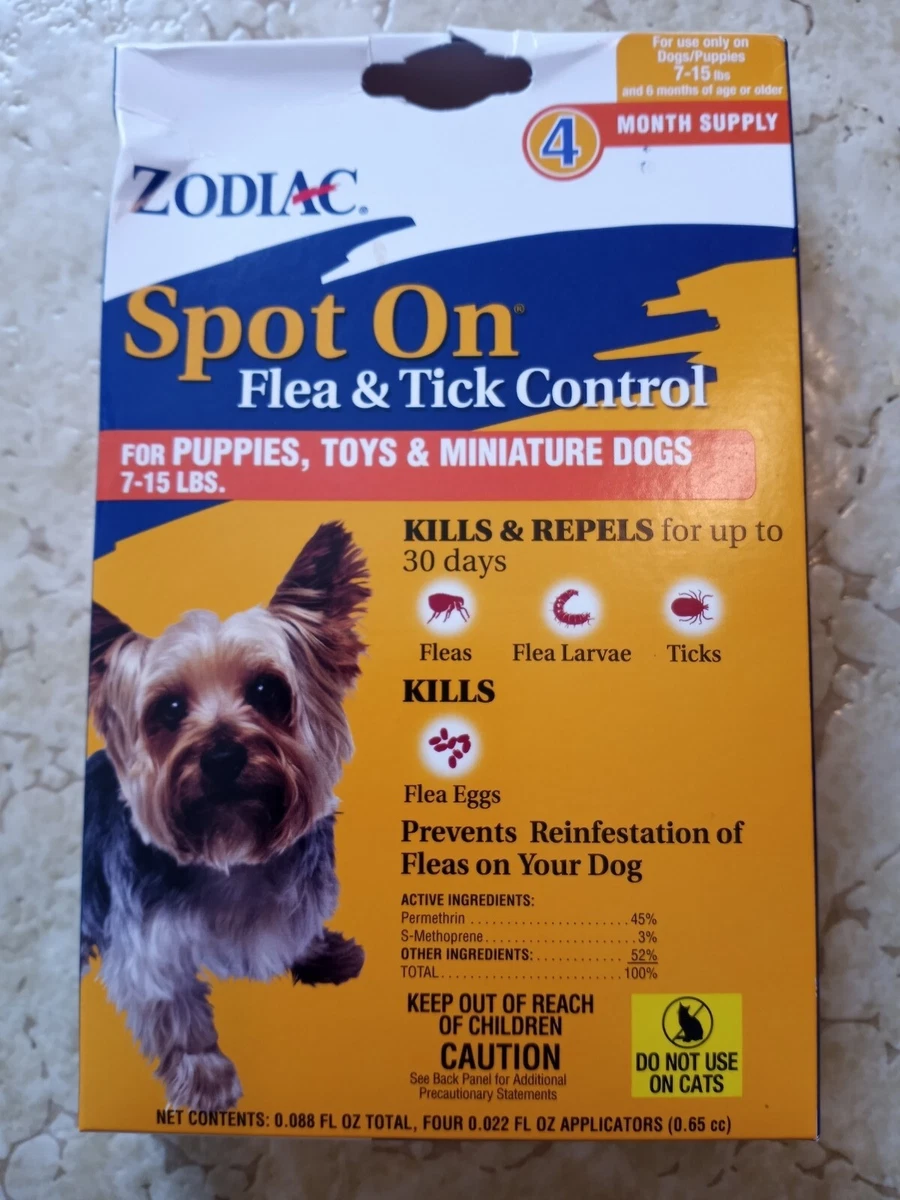 For use only on
Dogs/Puppies
7-15 lbs
and 6 months of age or older
4 MONTH SUPPLY
ZODIAC®
Spot On®
Flea & Tick Control
FOR PUPPIES, TOYS & MINIATURE DOGS
7-15 LBS.
KILLS & REPELS for up to
30 days
Fleas Flea Larvae Ticks
KILLS
Flea Eggs
Prevents Reinfestation of
Fleas on Your Dog
ACTIVE INGREDIENTS:
Permethrin ........................ 45%
S-Methoprene ........................ 3%
OTHER INGREDIENTS: ............ 52%
TOTAL ........................ 100%
KEEP OUT OF REACH
OF CHILDREN
CAUTION
See Back Panel for Additional
Precautionary Statements
DO NOT USE
ON CATS
NET CONTENTS: 0.088 FL OZ TOTAL, FOUR 0.022 FL OZ APPLICATORS (0.65 cc)